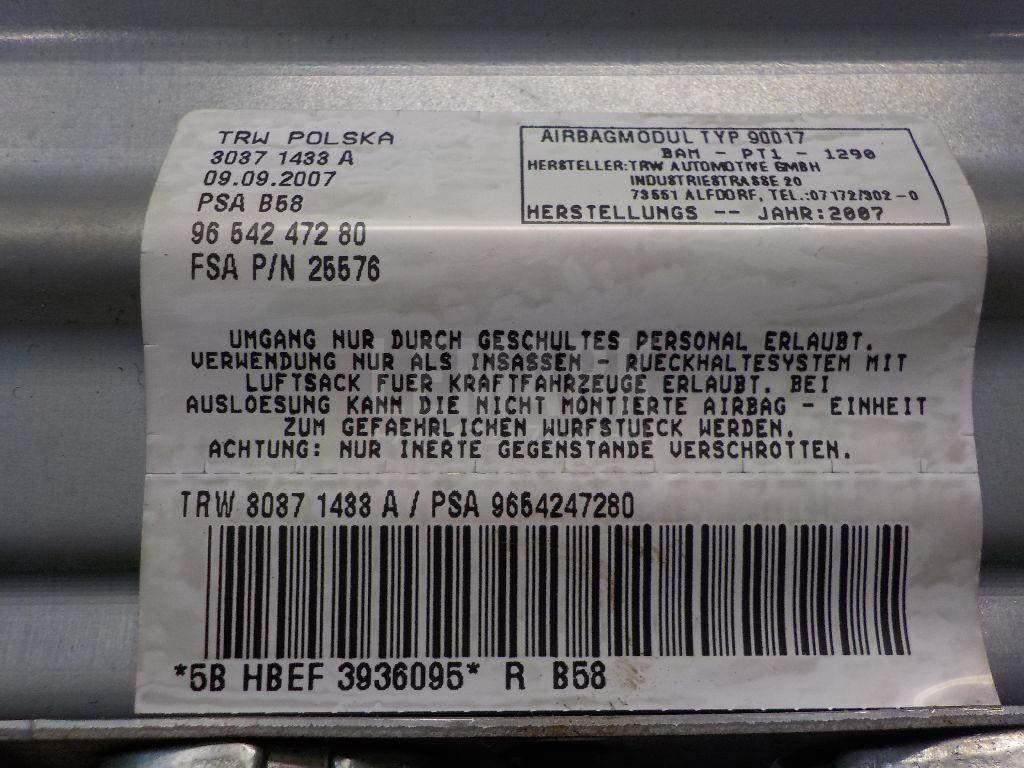 TRW POLSKA
3037 1433 A
09.09.2007
PSA B58
96 542 472 80
FSA P/N 25576
AIRBAGMODUL TYP 90017
BAM - PT1 - 1290
HERSTELLER:TRW AUTOMOTIVE GMBH
INDUSTRIESTRASSE 20
73551 ALFDORF, TEL.:07172/302-0
HERSTELLUNGS -- JAHR:2007
UMGANG NUR DURCH GESCHULTES PERSONAL ERLAUBT.
VERWENDUNG NUR ALS INSASSEN - RUECKHALTESYSTEM MIT
LUFTSACK FUER KRAFTFAHRZEUGE ERLAUBT. BEI
AUSLOESUNG KANN DIE NICHT MONTIERTE AIRBAG - EINHEIT
ZUM GEFAEHRLICHEN WURFSTUECK WERDEN.
ACHTUNG: NUR INERTE GEGENSTANDE VERSCHROTTEN.
TRW 3037 1433 A / PSA 9654247280
*5B HBEF 3936095* R B58